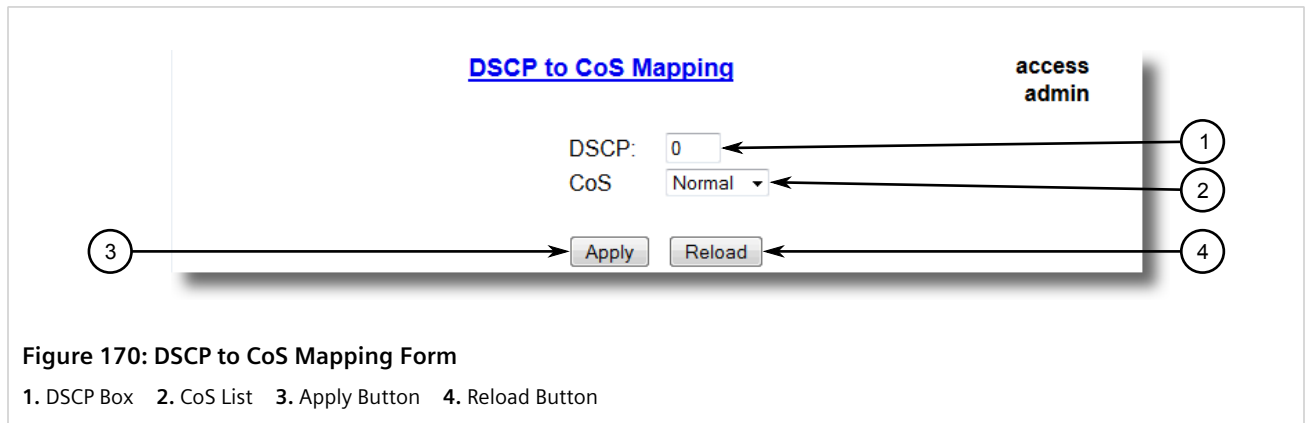 DSCP to CoS Mapping
access
admin
DSCP: 0
1
CoS Normal
2
3
Apply Reload
4
Figure 170: DSCP to CoS Mapping Form
1. DSCP Box 2. CoS List 3. Apply Button 4. Reload Button